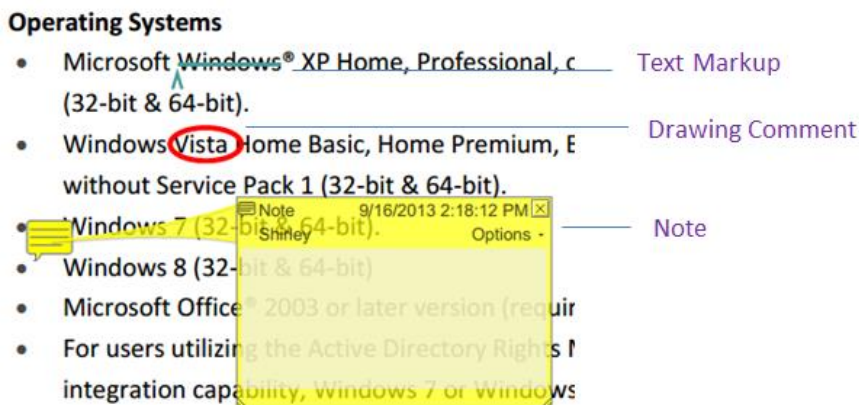 Operating Systems
• Microsoft Windows® XP Home, Professional, c
Text Markup
(32-bit & 64-bit).
Drawing Comment
• Windows Vista Home Basic, Home Premium, E
without Service Pack 1 (32-bit & 64-bit).
Note 9/16/2013 2:18:12 PM
• Windows 7 (32-bit & 64-bit).
Note
Shirley Options
• Windows 8 (32-bit & 64-bit)
• Microsoft Office® 2003 or later version (requir
• For users utilizing the Active Directory Rights M
integration capability, Windows 7 or Windows